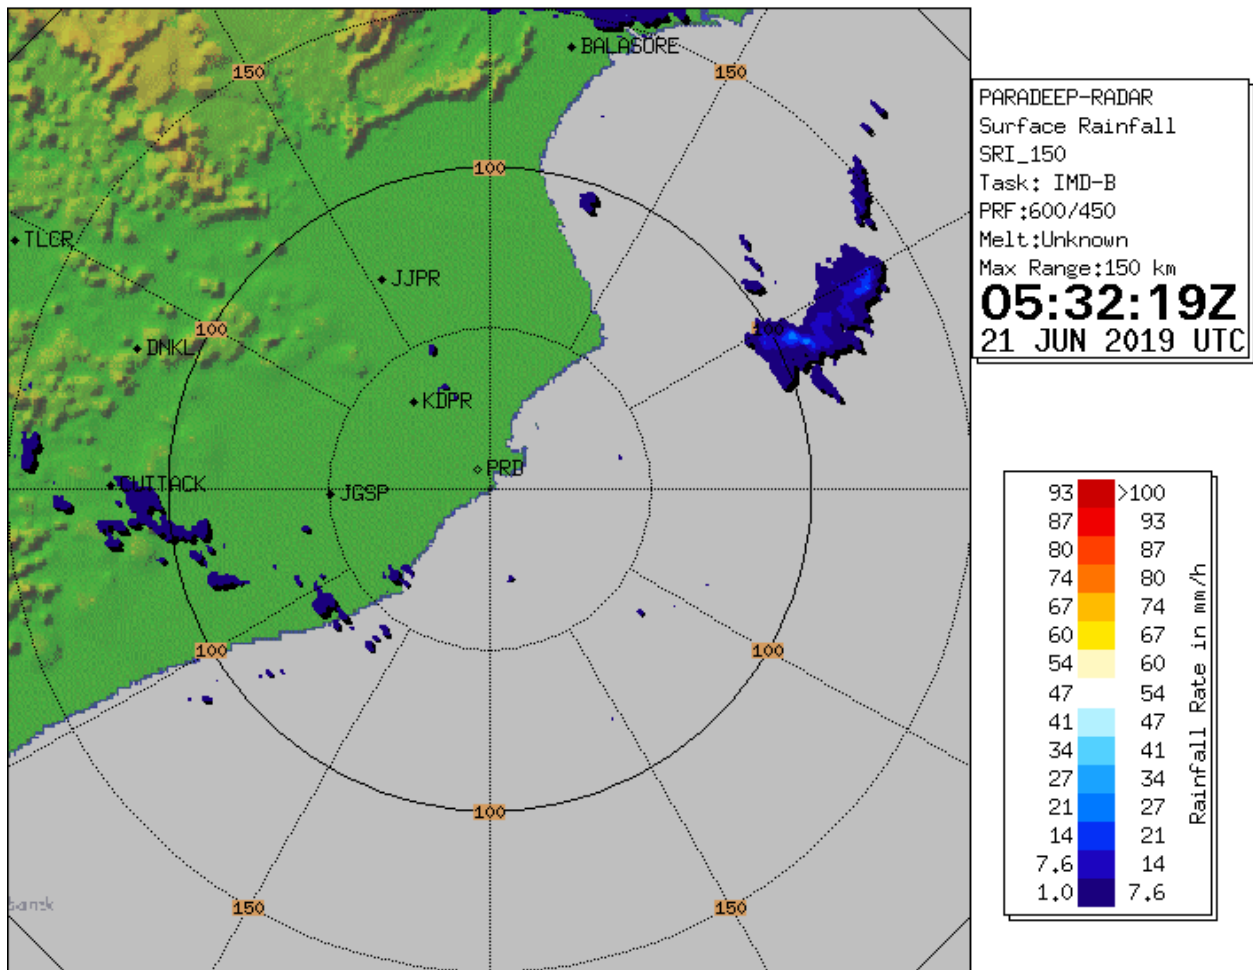 BALASORE
150
150
100
TLCR
JJPR
100
100
DNKL
KDPR
PRD
CUTTACK
JGSP
100
100
100
150
150
PARADEEP-RADAR
Surface Rainfall
SRI_150
Task: IMD-B
PRF:600/450
Melt:Unknown
Max Range:150 km
05:32:19Z
21 JUN 2019 UTC
93 >100
87 93
80 87
74 80
67 74
60 67
54 60
47 54
41 47
34 41
27 34
21 27
14 21
7.6 14
1.0 7.6
Rainfall Rate in mm/h